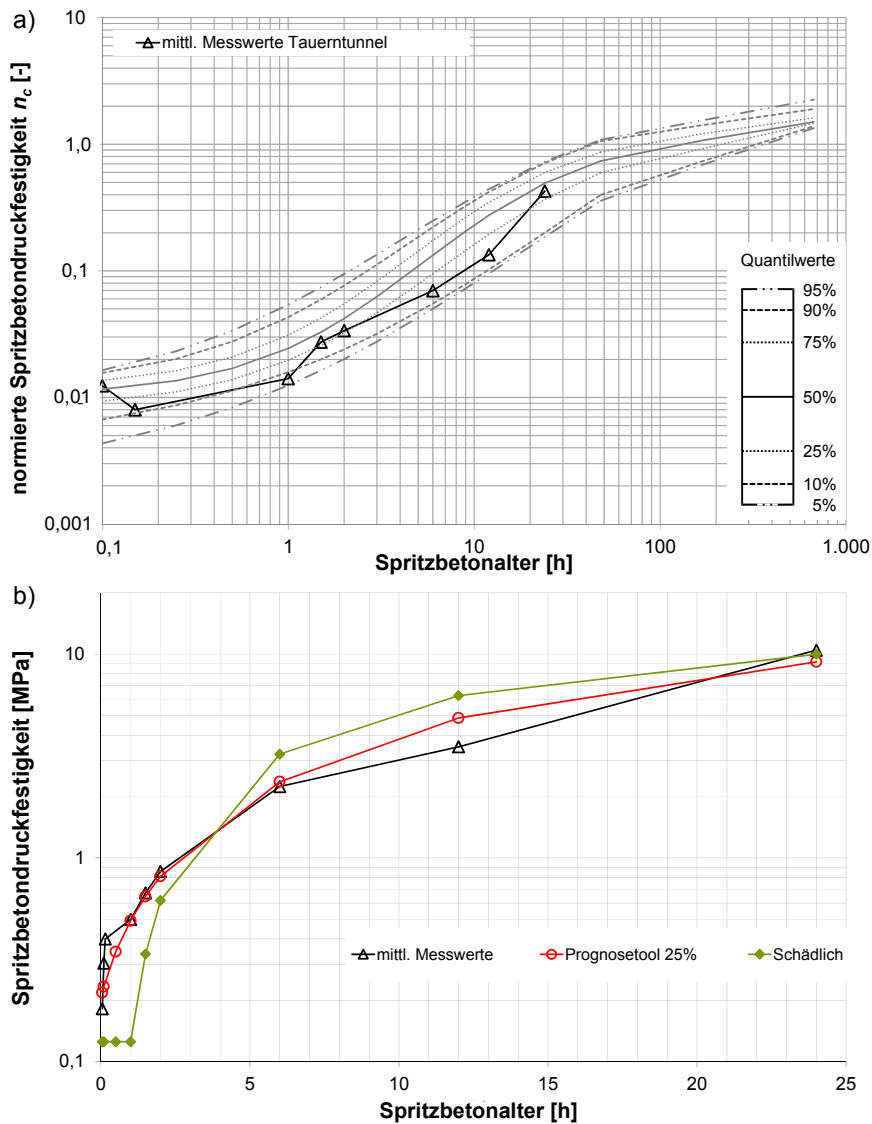 a)
10
1,0
0,1
0,01
0,001
0,1
1
10
100
1.000
normierte Spritzbetondruckfestigkeit n_c [-]
Spritzbetonalter [h]
mittl. Messwerte Tauerntunnel
Quantilwerte
95%
90%
75%
50%
25%
10%
5%
b)
10
1
0,1
0
5
10
15
20
25
Spritzbetondruckfestigkeit [MPa]
Spritzbetonalter [h]
mittl. Messwerte
Prognosetool 25%
Schädlich